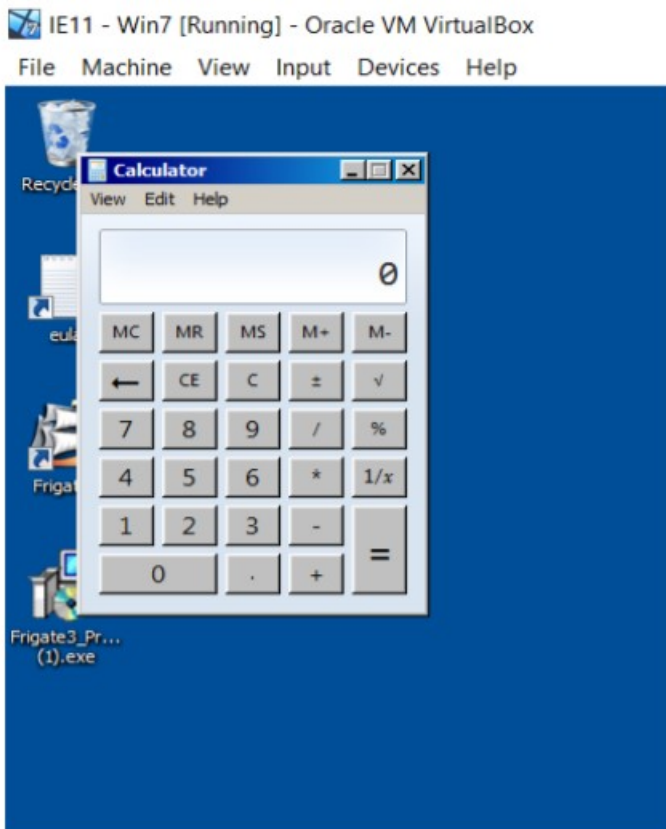 IE11 - Win7 [Running] - Oracle VM VirtualBox
File Machine View Input Devices Help
Calculator
View Edit Help
0
MC MR MS M+ M-
← CE C ± √
7 8 9 / %
4 5 6 * 1/x
1 2 3 - =
0 . +
Frigate3_Pr...
(1).exe